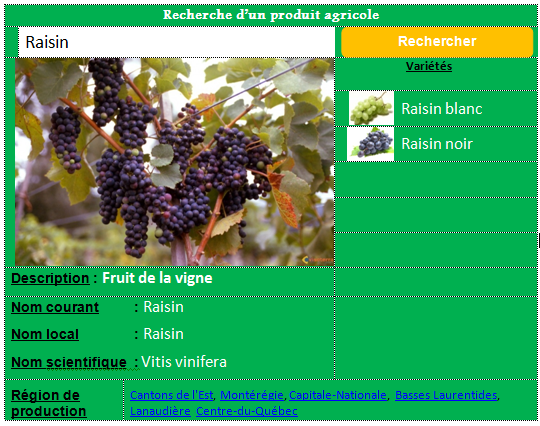 Recherche d'un produit agricole
Raisin
Rechercher
Variétés
Raisin blanc
Raisin noir
Description : Fruit de la vigne
Nom courant : Raisin
Nom local : Raisin
Nom scientifique : Vitis vinifera
Région de production
Cantons de l'Est, Montérégie, Capitale-Nationale, Basses Laurentides,
Lanaudière Centre-du-Québec